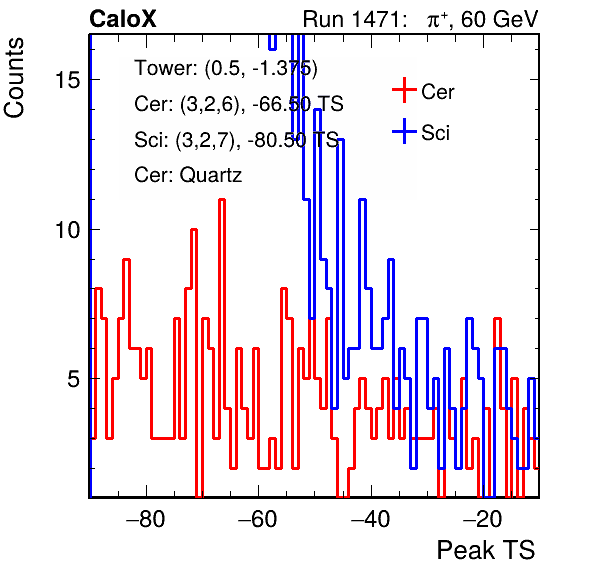 CaloX Run 1471: π⁺, 60 GeV
Counts
Tower: (0.5, -1.375)
Cer: (3,2,6), -66.50 TS
Sci: (3,2,7), -80.50 TS
Cer: Quartz
Cer
Sci
15
10
5
−80 −60 −40 −20
Peak TS